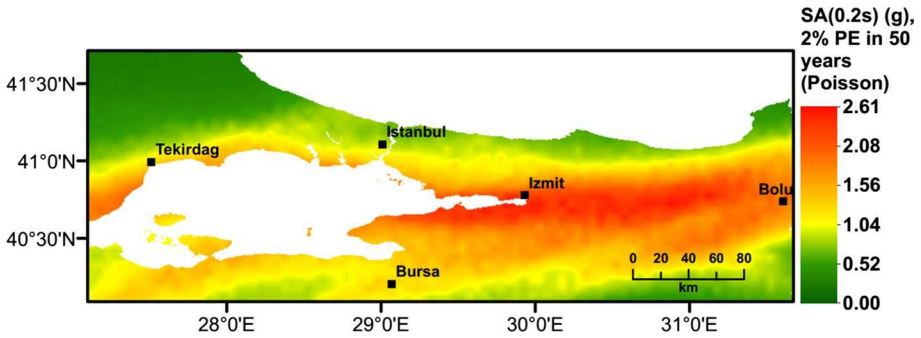 SA(0.2s) (g),
2% PE in 50
years
(Poisson)
41°30'N
41°0'N
40°30'N
Tekirdag
Istanbul
Izmit
Bolu
Bursa
0 20 40 60 80
km
2.61
2.08
1.56
1.04
0.52
0.00
28°0'E 29°0'E 30°0'E 31°0'E